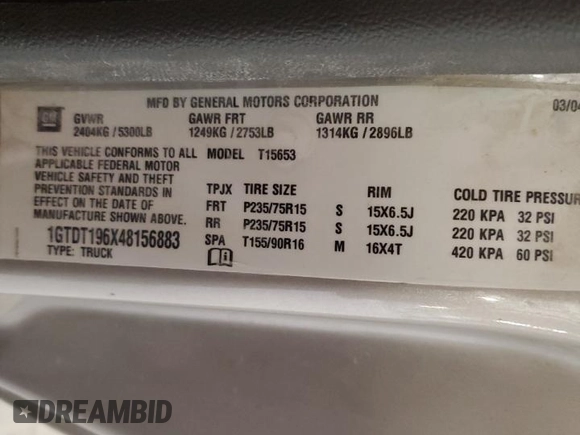 MFD BY GENERAL MOTORS CORPORATION 03/04
GM GVWR GAWR FRT GAWR RR
2404KG / 5300LB 1249KG / 2753LB 1314KG / 2896LB
THIS VEHICLE CONFORMS TO ALL MODEL T15653
APPLICABLE FEDERAL MOTOR
VEHICLE SAFETY AND THEFT
PREVENTION STANDARDS IN TPJX TIRE SIZE RIM COLD TIRE PRESSUR
EFFECT ON THE DATE OF FRT P235/75R15 S 15X6.5J 220 KPA 32 PSI
MANUFACTURE SHOWN ABOVE. RR P235/75R15 S 15X6.5J 220 KPA 32 PSI
1GTDT196X48156883 SPA T155/90R16 M 16X4T 420 KPA 60 PSI
TYPE: TRUCK
DREAMBID